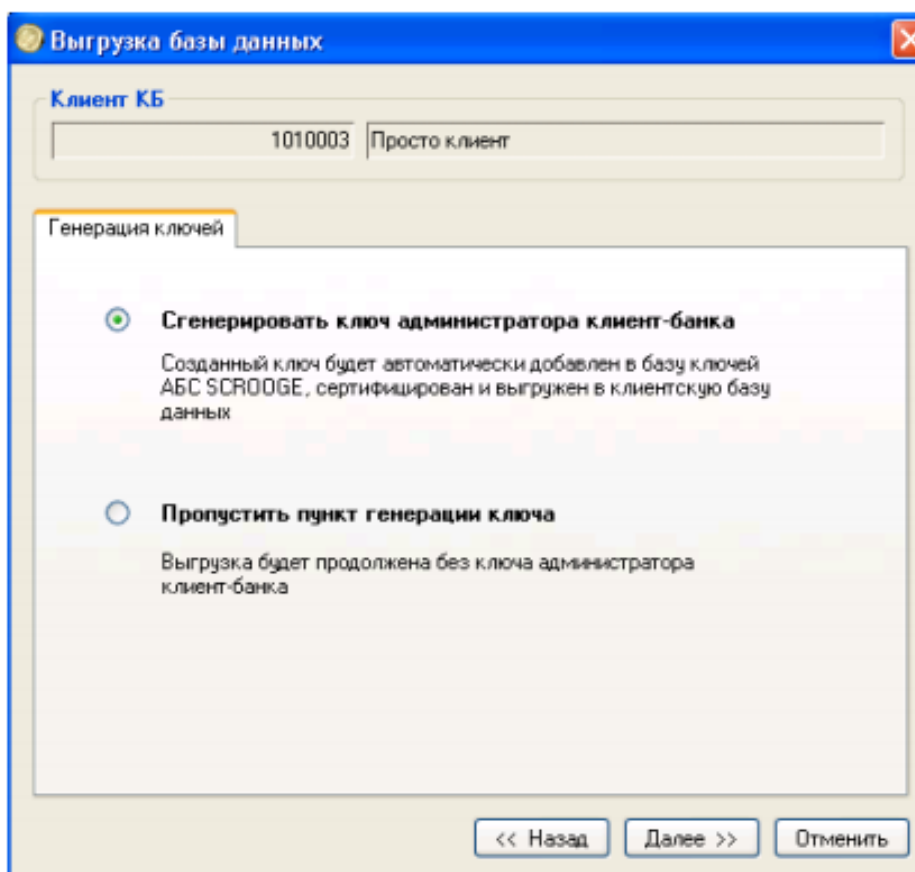 Выгрузка базы данных
Клиент КБ
1010003 Просто клиент
Генерация ключей
Сгенерировать ключ администратора клиент-банка
Созданный ключ будет автоматически добавлен в базу ключей
АБС SCROOGE, сертифицирован и выгружен в клиентскую базу
данных
Пропустить пункт генерации ключа
Выгрузка будет продолжена без ключа администратора
клиент-банка
<< Назад Далее >> Отменить